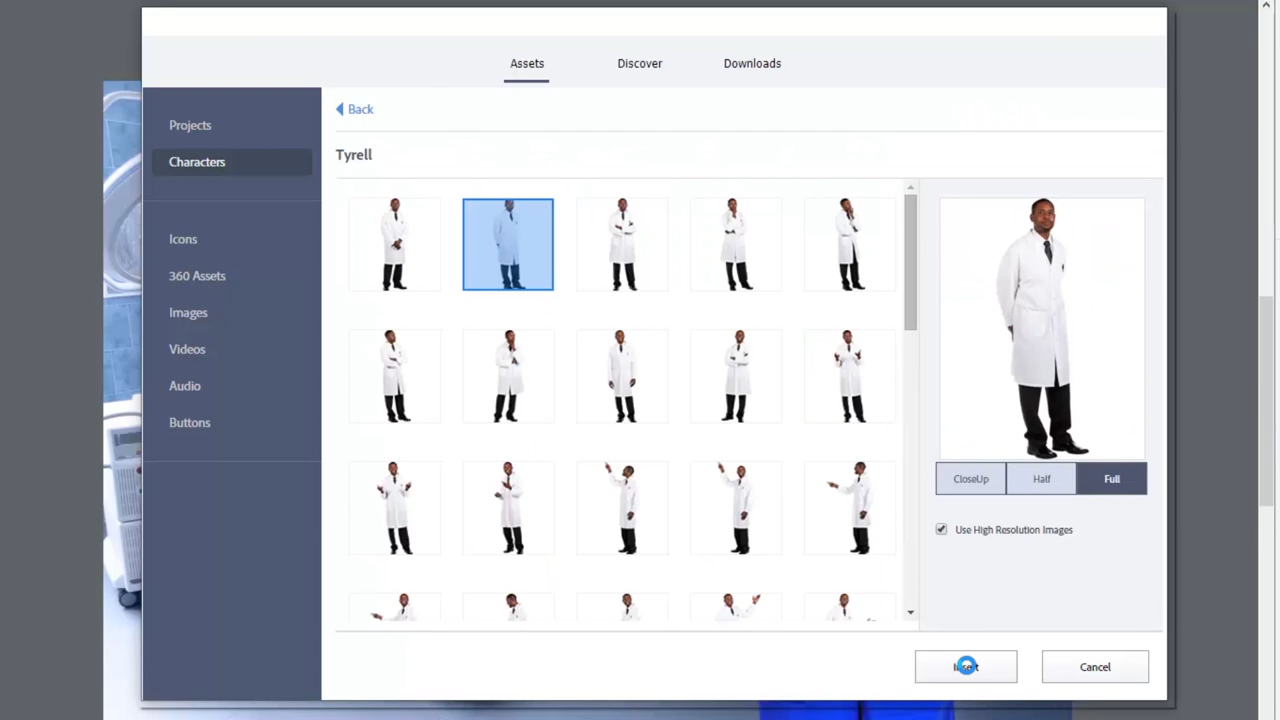 Assets Discover Downloads
Back
Projects
Characters
Tyrell
Icons
360 Assets
Images
Videos
Audio
Buttons
CloseUp Half Full
Use High Resolution Images
Insert Cancel